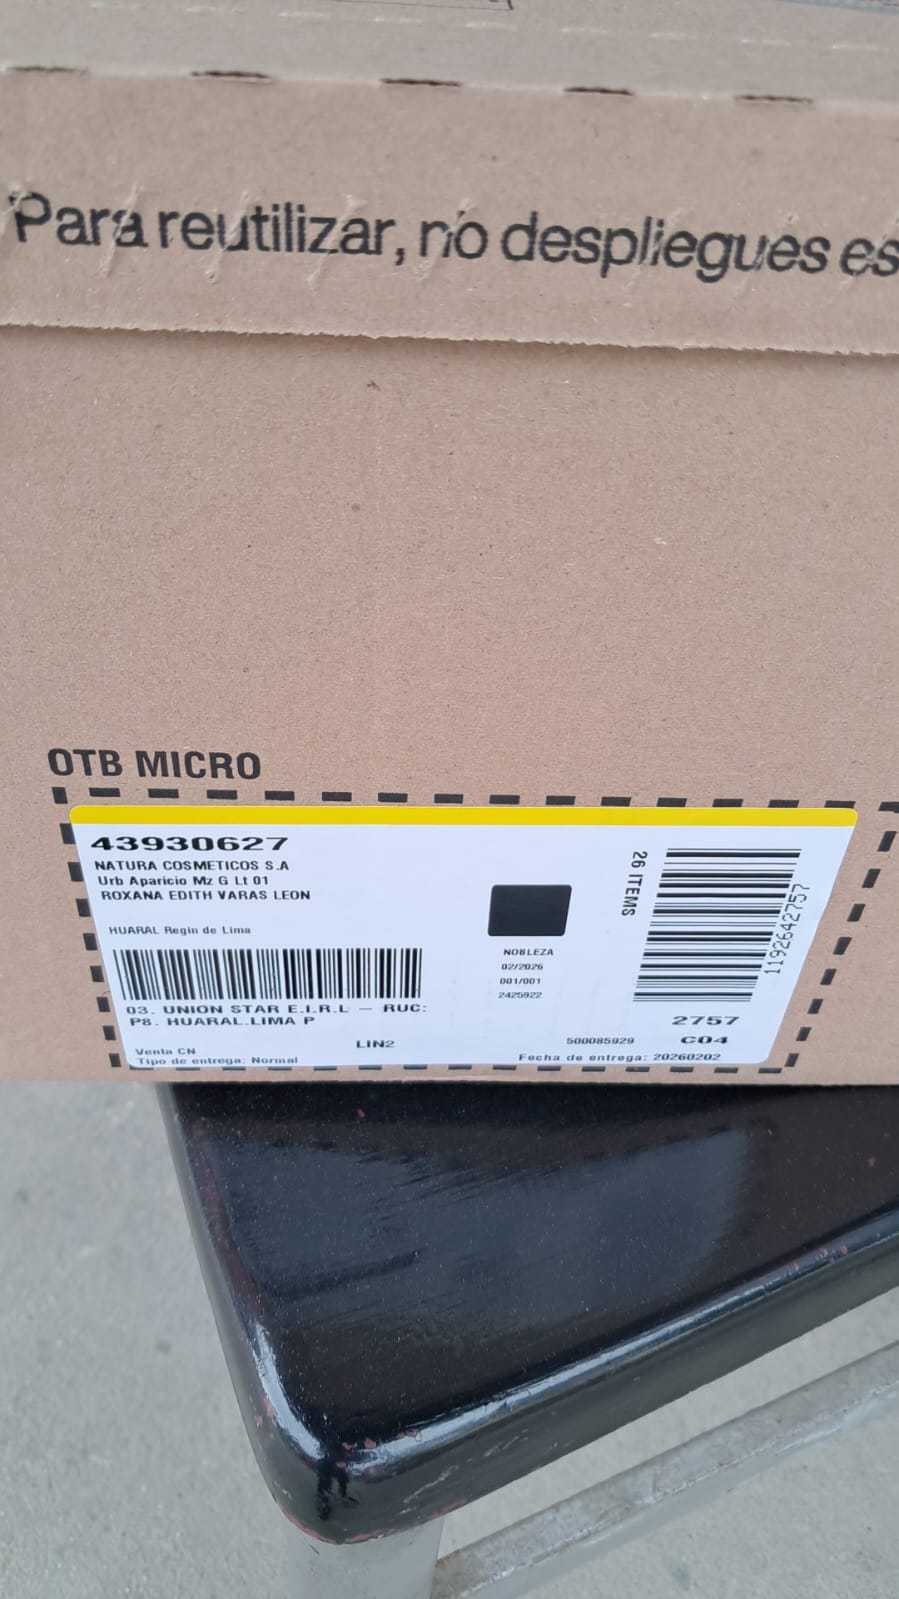 Para reutilizar, no despliegues es
OTB MICRO
43930627
NATURA COSMETICOS S.A
Urb Aparicio Mz G Lt 01
ROXANA EDITH VARAS LEON
HUARAL Regin de Lima
03. UNION STAR E.I.R.L — RUC:
P8. HUARAL.LIMA P
LIN2
Venta CN
Tipo de entrega: Normal
NOBLEZA
02/2026
001/001
2425922
26 ITEMS
1192642757
2757
500085929 C04
Fecha de entrega: 20260202